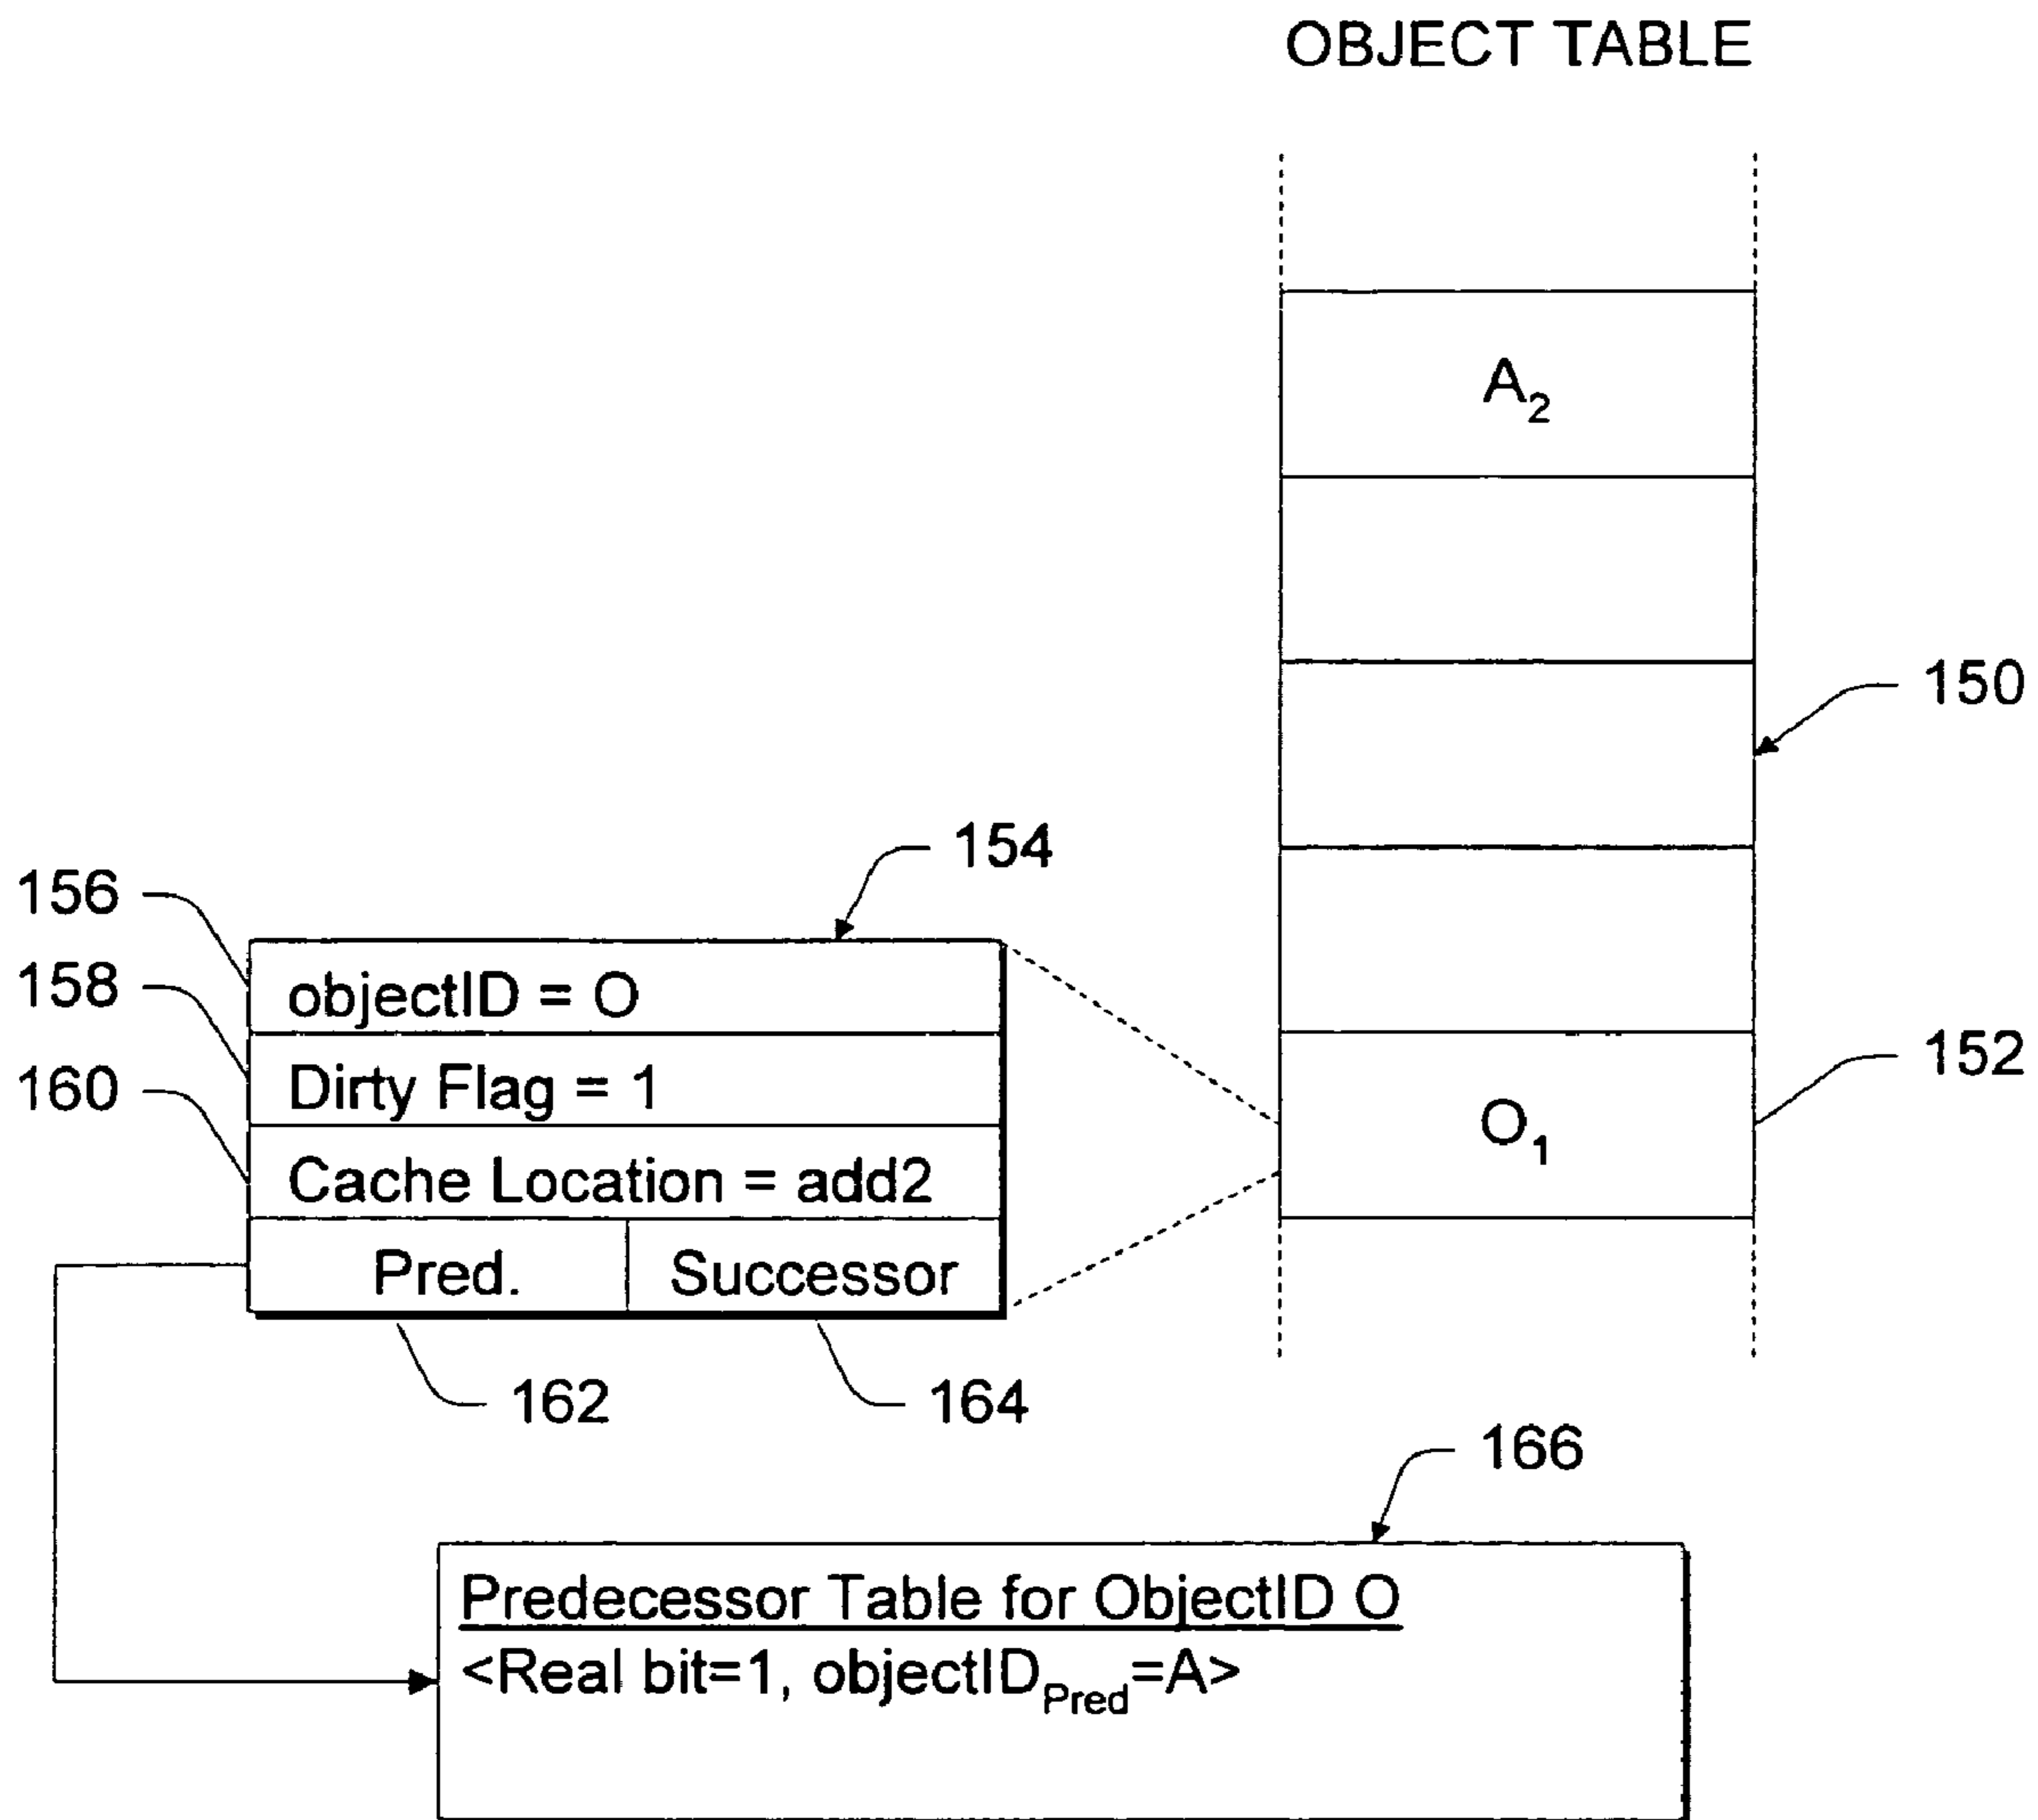 OBJECT TABLE
A₂
150
154
156
objectID = O
158
Dirty Flag = 1
152
160
Cache Location = add2
O₁
Pred.
Successor
162
164
166
Predecessor Table for ObjectID O
<Real bit=1, objectID_Pred=A>